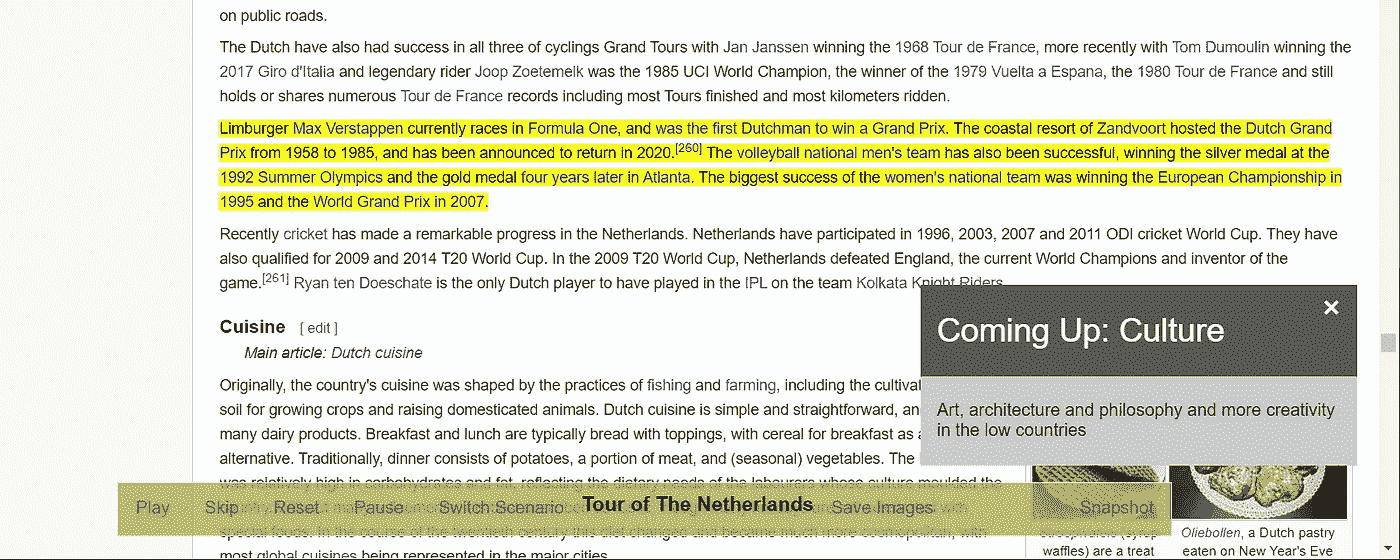 on public roads.
The Dutch have also had success in all three of cyclings Grand Tours with Jan Janssen winning the 1968 Tour de France, more recently with Tom Dumoulin winning the
2017 Giro d'Italia and legendary rider Joop Zoetemelk was the 1985 UCI World Champion, the winner of the 1979 Vuelta a Espana, the 1980 Tour de France and still
holds or shares numerous Tour de France records including most Tours finished and most kilometers ridden.
Limburger Max Verstappen currently races in Formula One, and was the first Dutchman to win a Grand Prix. The coastal resort of Zandvoort hosted the Dutch Grand
Prix from 1958 to 1985, and has been announced to return in 2020.[260] The volleyball national men's team has also been successful, winning the silver medal at the
1992 Summer Olympics and the gold medal four years later in Atlanta. The biggest success of the women's national team was winning the European Championship in
1995 and the World Grand Prix in 2007.
Recently cricket has made a remarkable progress in the Netherlands. Netherlands have participated in 1996, 2003, 2007 and 2011 ODI cricket World Cup. They have
also qualified for 2009 and 2014 T20 World Cup. In the 2009 T20 World Cup, Netherlands defeated England, the current World Champions and inventor of the
game.[261] Ryan ten Doeschate is the only Dutch player to have played in the IPL on the team Kolkata Knight Riders.
Cuisine [ edit ]
Main article: Dutch cuisine
Originally, the country's cuisine was shaped by the practices of fishing and farming, including the
soil for growing crops and raising domesticated animals. Dutch cuisine is simple and straightforward,
many dairy products. Breakfast and lunch are typically bread with toppings, with cereal for breakfast as
alternative. Traditionally, dinner consists of potatoes, a portion of meat, and (seasonal) vegetables. The
was relatively high in carbohydrates and fat, reflecting the dietary needs of the labourers whose culture moulded the
special foods. In the course of the twentieth century this diet changed and became much more cosmopolitan, with
most global cuisines being represented in the major cities.
×
Coming Up: Culture
Art, architecture and philosophy and more creativity
in the low countries
Play Skip Reset Pause Switch Scenario Tour of The Netherlands Save Images Snapshot
waffles) are a treat
Oliebollen, a Dutch pastry
eaten on New Year's Eve